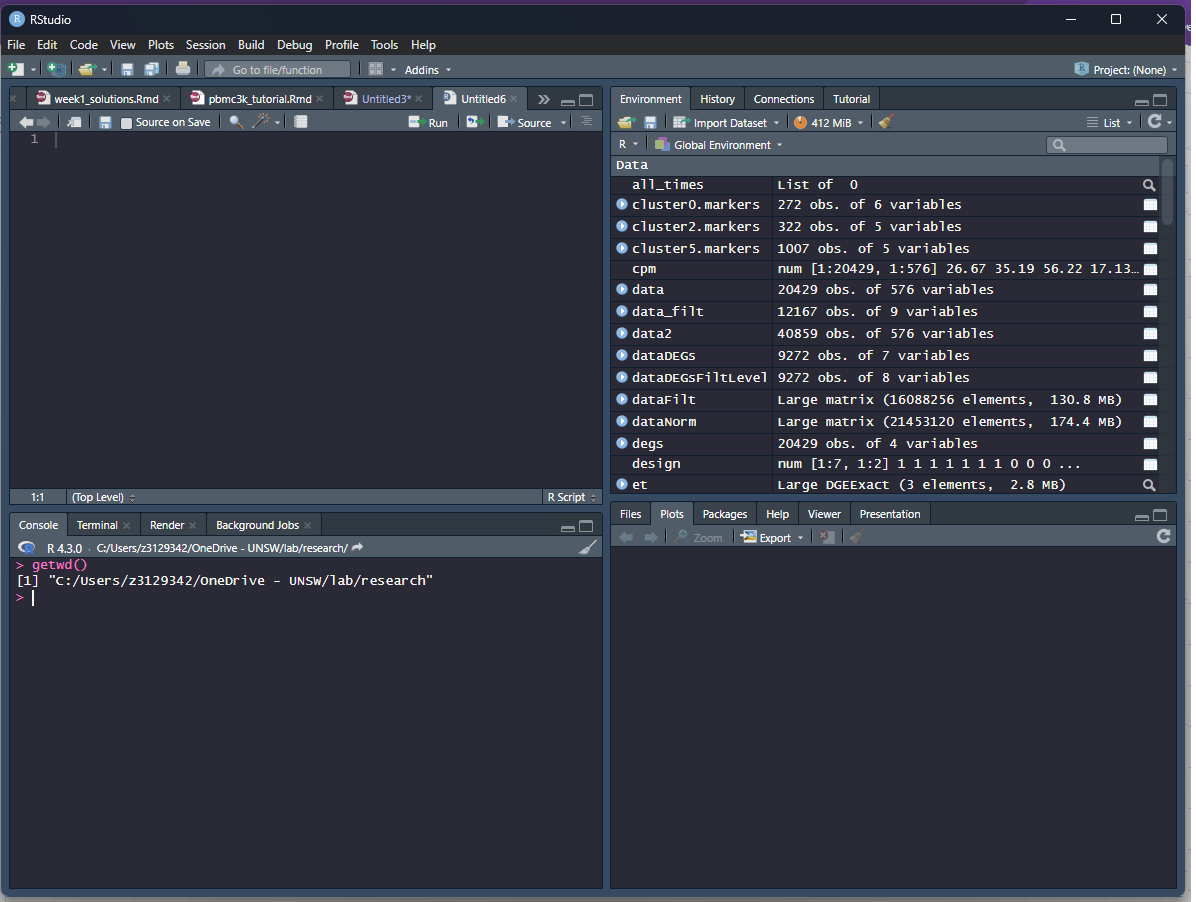 RStudio
File Edit Code View Plots Session Build Debug Profile Tools Help
Go to file/function Addins Project: (None)
week1_solutions.Rmd pbmc3k_tutorial.Rmd Untitled3* Untitled6
Source on Save Run Source
1
1:1 (Top Level) R Script
Console Terminal Render Background Jobs
R 4.3.0 · C:/Users/z3129342/OneDrive - UNSW/lab/research/
> getwd()
[1] "C:/Users/z3129342/OneDrive - UNSW/lab/research"
>
Environment History Connections Tutorial
Import Dataset 412 MiB List
R Global Environment
Data
all_times List of 0
cluster0.markers 272 obs. of 6 variables
cluster2.markers 322 obs. of 5 variables
cluster5.markers 1007 obs. of 5 variables
cpm num [1:20429, 1:576] 26.67 35.19 56.22 17.13…
data 20429 obs. of 576 variables
data_filt 12167 obs. of 9 variables
data2 40859 obs. of 576 variables
dataDEGs 9272 obs. of 7 variables
dataDEGsFiltLevel 9272 obs. of 8 variables
dataFilt Large matrix (16088256 elements, 130.8 MB)
dataNorm Large matrix (21453120 elements, 174.4 MB)
degs 20429 obs. of 4 variables
design num [1:7, 1:2] 1 1 1 1 1 1 1 0 0 0 ...
et Large DGEExact (3 elements, 2.8 MB)
Files Plots Packages Help Viewer Presentation
Zoom Export